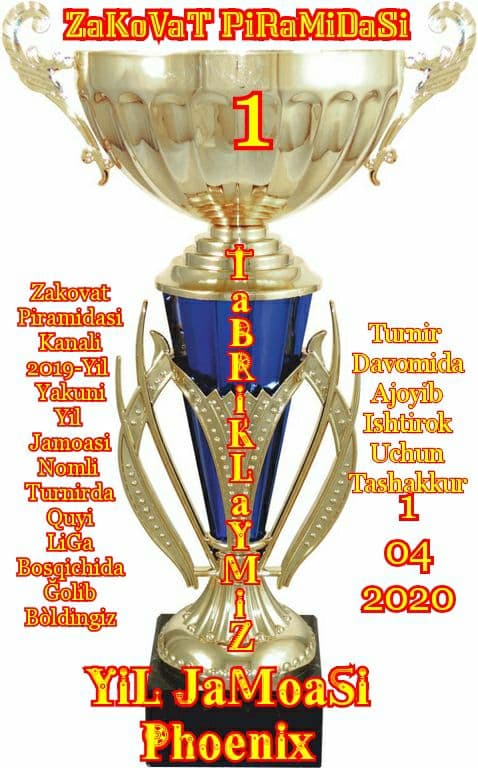 ZaKoVaT PiRaMiDaSi
1
TaBRiKLaYMiZ
Zakovat
Piramidasi
Kanali
2019-Yil
Yakuni
Yil
Jamoasi
Nomli
Turnirda
Quyi
LiGa
Bosqichida
Ğolib
Bòldingiz
Turnir
Davomida
Ajoyib
Ishtirok
Uchun
Tashakkur
1
04
2020
YiL JaMoaSi
Phoenix